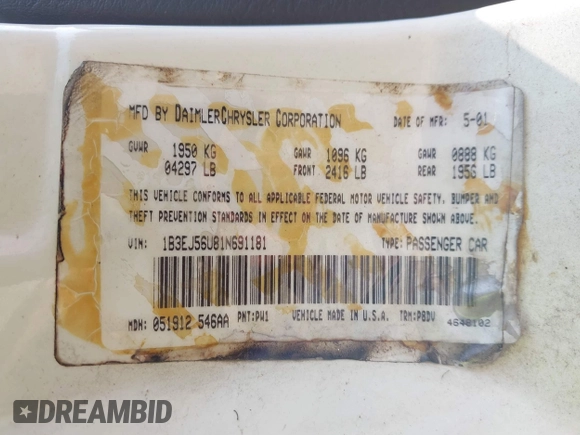 MFD BY DAIMLERCHRYSLER CORPORATION DATE OF MFR: 5-01
GVWR 1950 KG GAWR 1096 KG GAWR 0888 KG
04297 LB FRONT 2416 LB REAR 1956 LB
THIS VEHICLE CONFORMS TO ALL APPLICABLE FEDERAL MOTOR VEHICLE SAFETY, BUMPER AND
THEFT PREVENTION STANDARDS IN EFFECT ON THE DATE OF MANUFACTURE SHOWN ABOVE.
VIN: 1B3EJ56U81N691181 TYPE: PASSENGER CAR
MDH: 051912 546AA PNT:PW1 VEHICLE MADE IN U.S.A. TRM:P8DV 4648102
DREAMBID